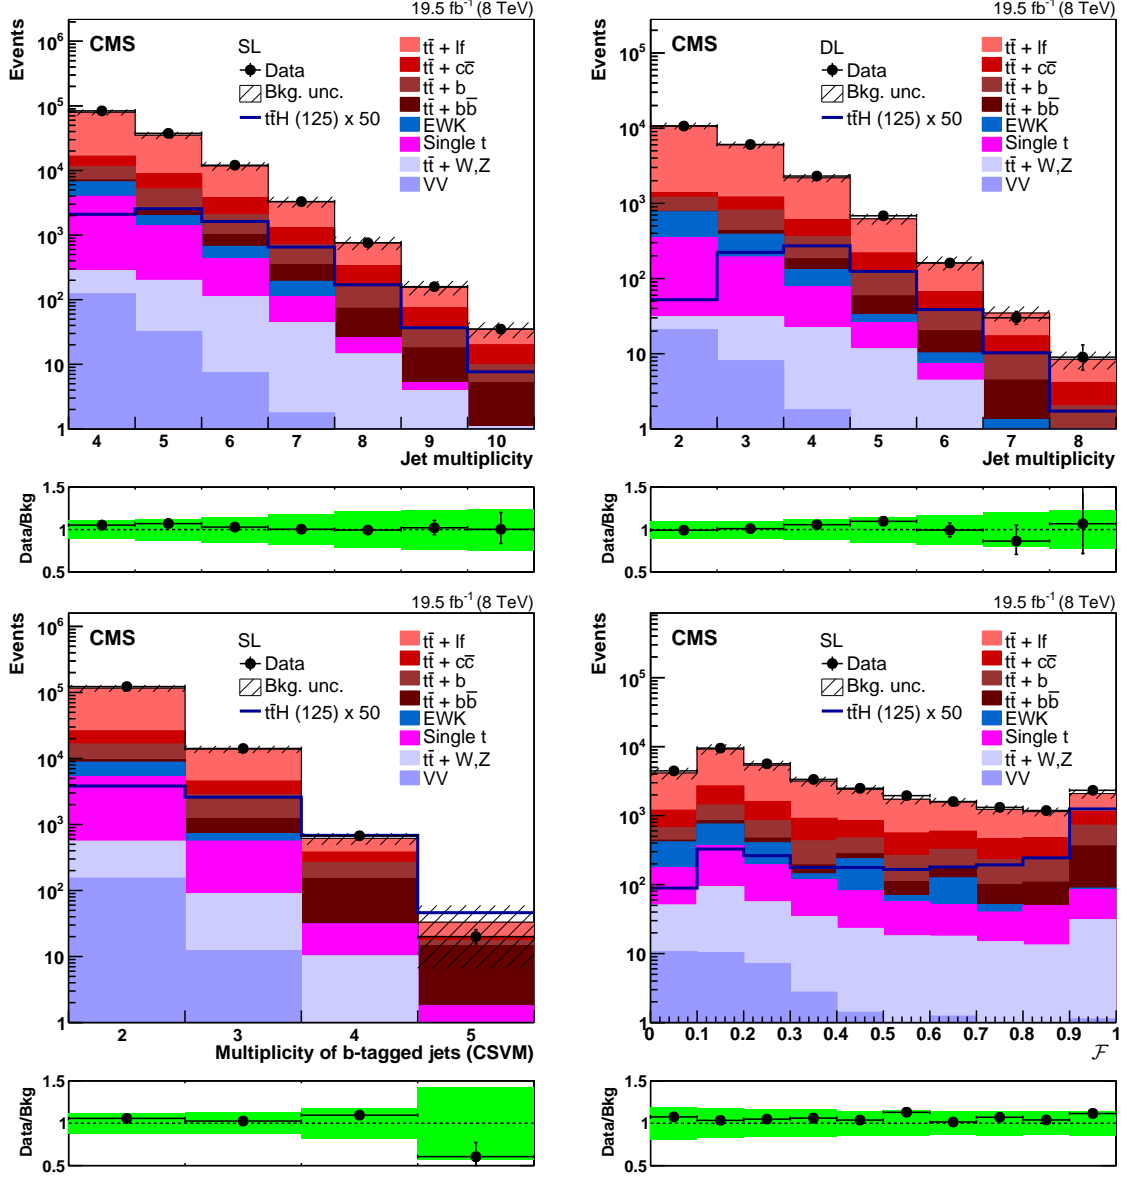 19.5 fb⁻¹ (8 TeV)
Events
CMS
SL
Data
Bkg. unc.
tt̄H (125) x 50
tt̄ + lf
tt̄ + cc̄
tt̄ + b
tt̄ + bb̄
EWK
Single t
tt̄ + W,Z
VV
10⁶
10⁵
10⁴
10³
10²
10
1
4 5 6 7 8 9 10
Jet multiplicity
Data/Bkg
1.5
1
0.5
19.5 fb⁻¹ (8 TeV)
Events
CMS
DL
Data
Bkg. unc.
tt̄H (125) x 50
tt̄ + lf
tt̄ + cc̄
tt̄ + b
tt̄ + bb̄
EWK
Single t
tt̄ + W,Z
VV
10⁵
10⁴
10³
10²
10
1
2 3 4 5 6 7 8
Jet multiplicity
Data/Bkg
1.5
1
0.5
19.5 fb⁻¹ (8 TeV)
Events
CMS
SL
Data
Bkg. unc.
tt̄H (125) x 50
tt̄ + lf
tt̄ + cc̄
tt̄ + b
tt̄ + bb̄
EWK
Single t
tt̄ + W,Z
VV
10⁶
10⁵
10⁴
10³
10²
10
1
2 3 4 5
Multiplicity of b-tagged jets (CSVM)
Data/Bkg
1.5
1
0.5
19.5 fb⁻¹ (8 TeV)
Events
CMS
SL
Data
Bkg. unc.
tt̄H (125) x 50
tt̄ + lf
tt̄ + cc̄
tt̄ + b
tt̄ + bb̄
EWK
Single t
tt̄ + W,Z
VV
10⁵
10⁴
10³
10²
10
1
0 0.1 0.2 0.3 0.4 0.5 0.6 0.7 0.8 0.9 1
ℱ
Data/Bkg
1.5
1
0.5